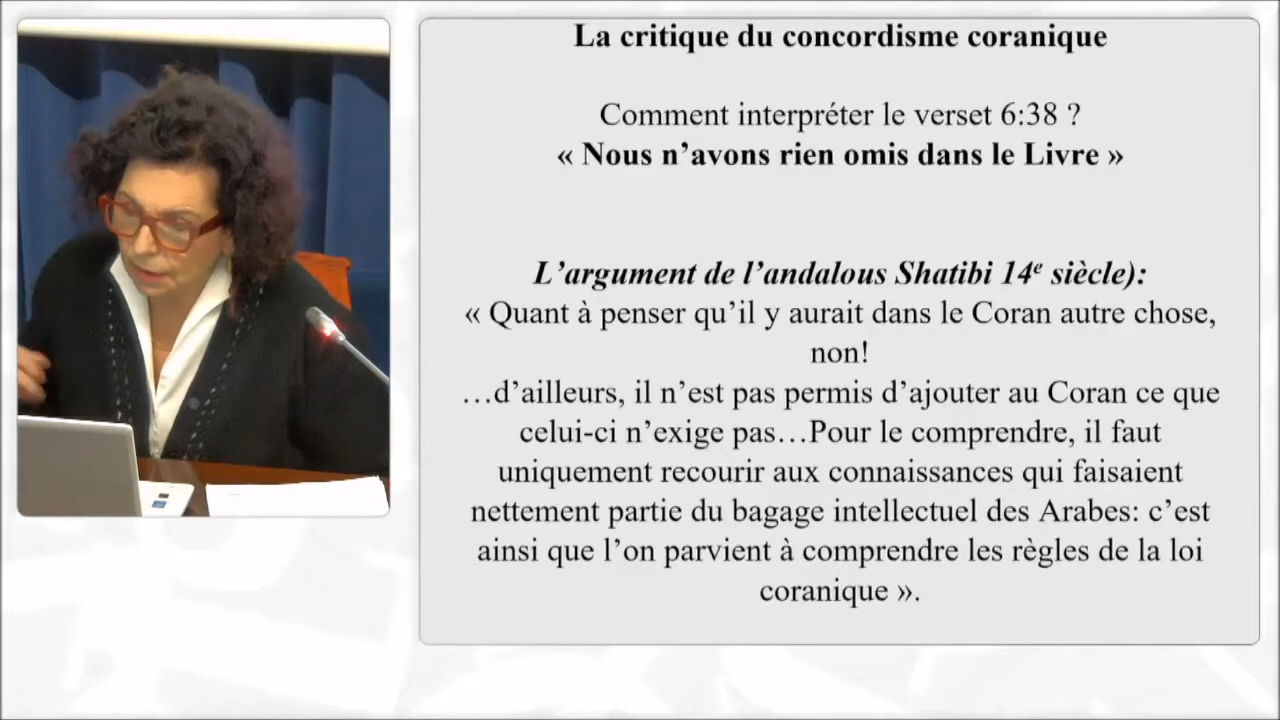 La critique du concordisme coranique
Comment interpréter le verset 6:38 ?
« Nous n’avons rien omis dans le Livre »
L’argument de l’andalous Shatibi 14e siècle):
« Quant à penser qu’il y aurait dans le Coran autre chose,
non!
…d’ailleurs, il n’est pas permis d’ajouter au Coran ce que
celui-ci n’exige pas…Pour le comprendre, il faut
uniquement recourir aux connaissances qui faisaient
nettement partie du bagage intellectuel des Arabes: c’est
ainsi que l’on parvient à comprendre les règles de la loi
coranique ».